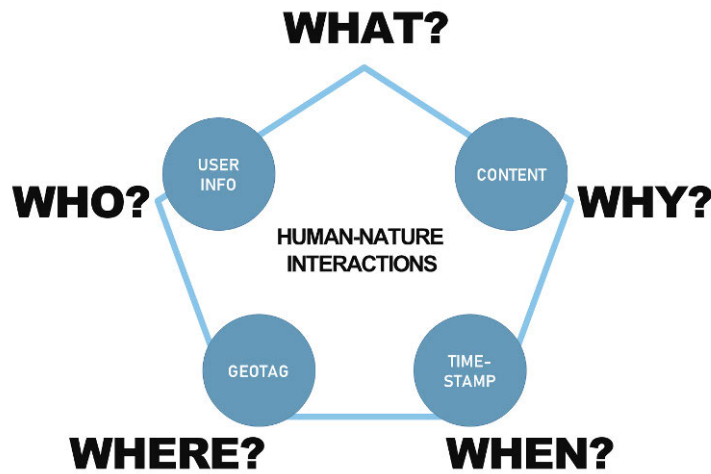 WHAT?
USER
INFO
CONTENT
WHO?
WHY?
HUMAN-NATURE
INTERACTIONS
GEOTAG
TIME-
STAMP
WHERE?
WHEN?